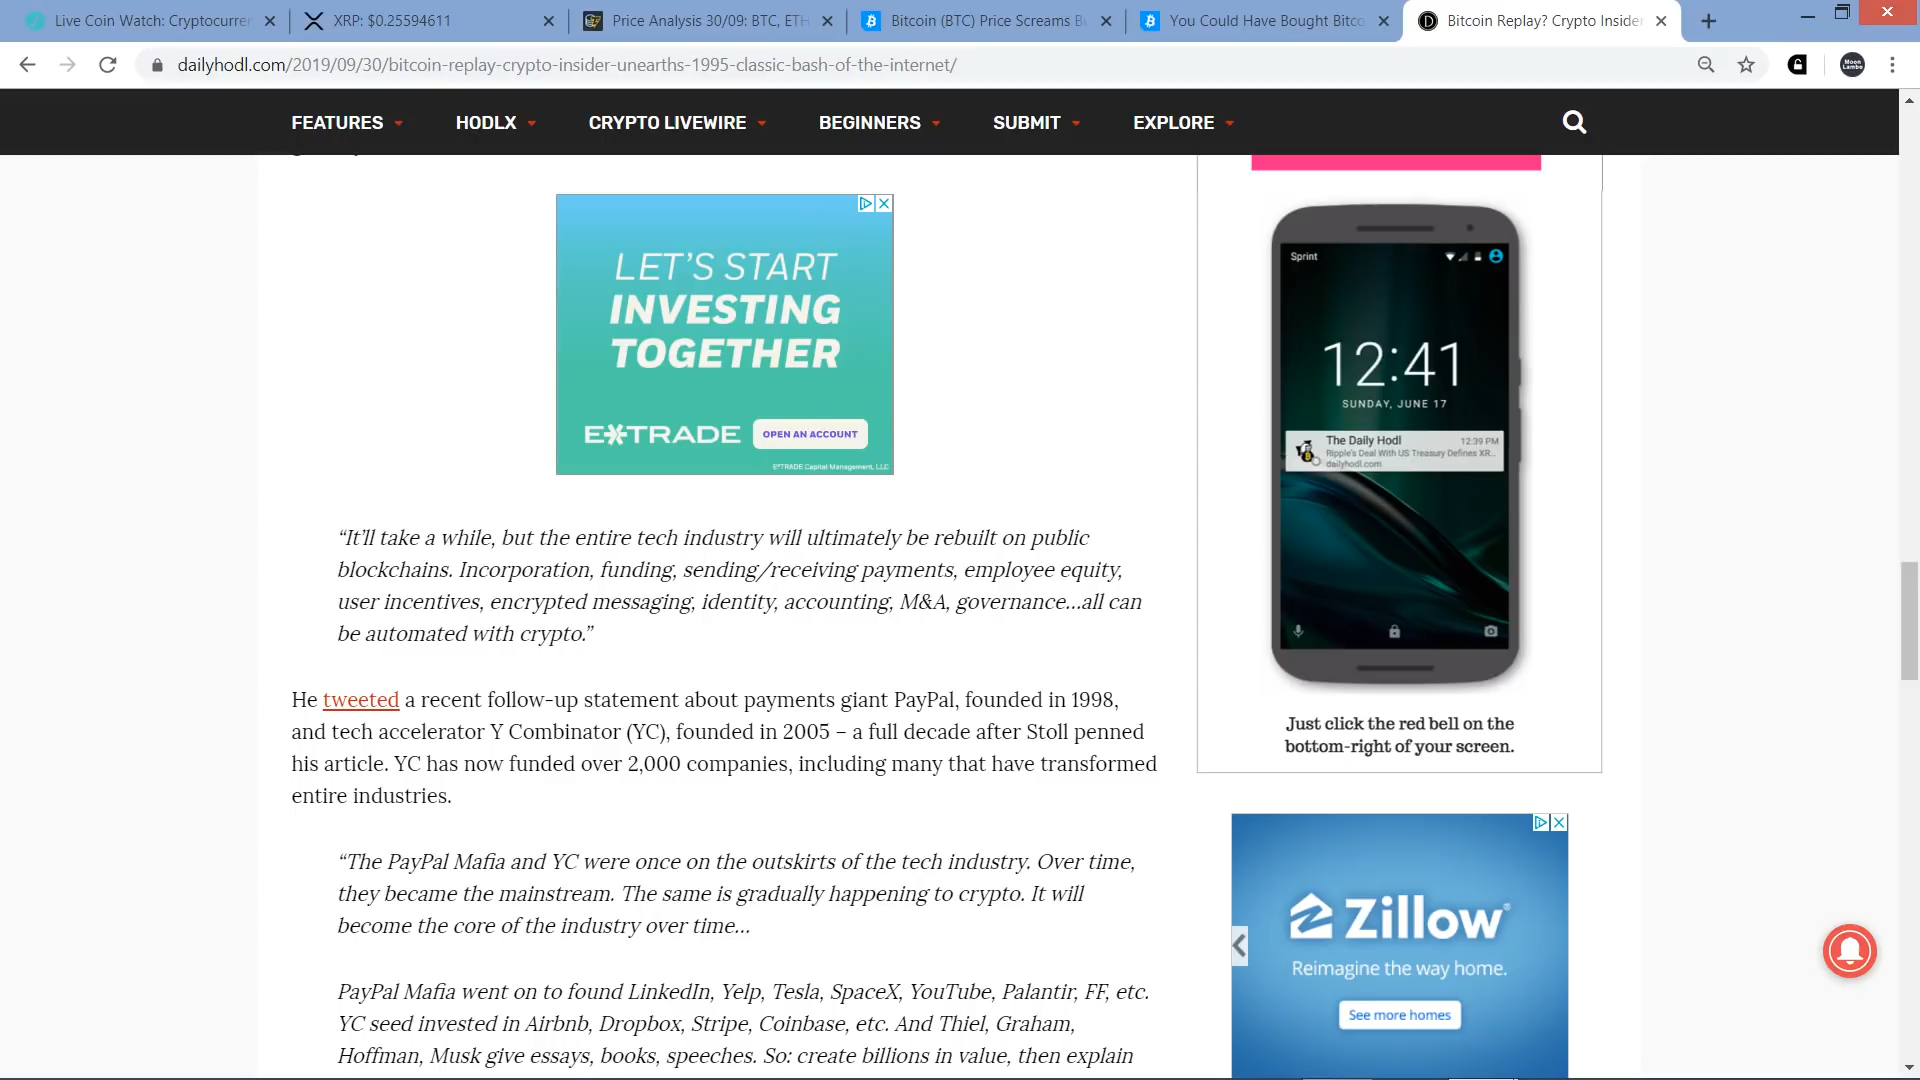 Live Coin Watch: Cryptocurren
XRP: $0.25594611
Price Analysis 30/09: BTC, ETH
Bitcoin (BTC) Price Screams Bu
You Could Have Bought Bitco
Bitcoin Replay? Crypto Insider
dailyhodl.com/2019/09/30/bitcoin-replay-crypto-insider-unearths-1995-classic-bash-of-the-internet/
Moon
Lambo
FEATURES
HODLX
CRYPTO LIVEWIRE
BEGINNERS
SUBMIT
EXPLORE
LET'S START
INVESTING
TOGETHER
E*TRADE
OPEN AN ACCOUNT
E*TRADE Capital Management, LLC
“It’ll take a while, but the entire tech industry will ultimately be rebuilt on public
blockchains. Incorporation, funding, sending/receiving payments, employee equity,
user incentives, encrypted messaging, identity, accounting, M&A, governance…all can
be automated with crypto.”
He tweeted a recent follow-up statement about payments giant PayPal, founded in 1998,
and tech accelerator Y Combinator (YC), founded in 2005 – a full decade after Stoll penned
his article. YC has now funded over 2,000 companies, including many that have transformed
entire industries.
“The PayPal Mafia and YC were once on the outskirts of the tech industry. Over time,
they became the mainstream. The same is gradually happening to crypto. It will
become the core of the industry over time…
PayPal Mafia went on to found LinkedIn, Yelp, Tesla, SpaceX, YouTube, Palantir, FF, etc.
YC seed invested in Airbnb, Dropbox, Stripe, Coinbase, etc. And Thiel, Graham,
Hoffman, Musk give essays, books, speeches. So: create billions in value, then explain
Sprint
12:41
SUNDAY, JUNE 17
The Daily Hodl
12:39 PM
Ripple's Deal With US Treasury Defines XR...
dailyhodl.com
Just click the red bell on the
bottom-right of your screen.
Zillow®
Reimagine the way home.
See more homes